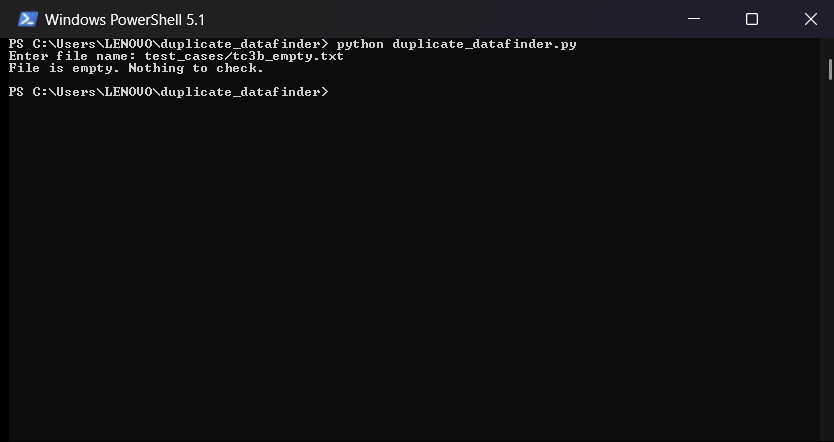 Windows PowerShell 5.1
PS C:\Users\LENOVO\duplicate_datafinder> python duplicate_datafinder.py
Enter file name: test_cases/tc3b_empty.txt
File is empty. Nothing to check.
PS C:\Users\LENOVO\duplicate_datafinder>